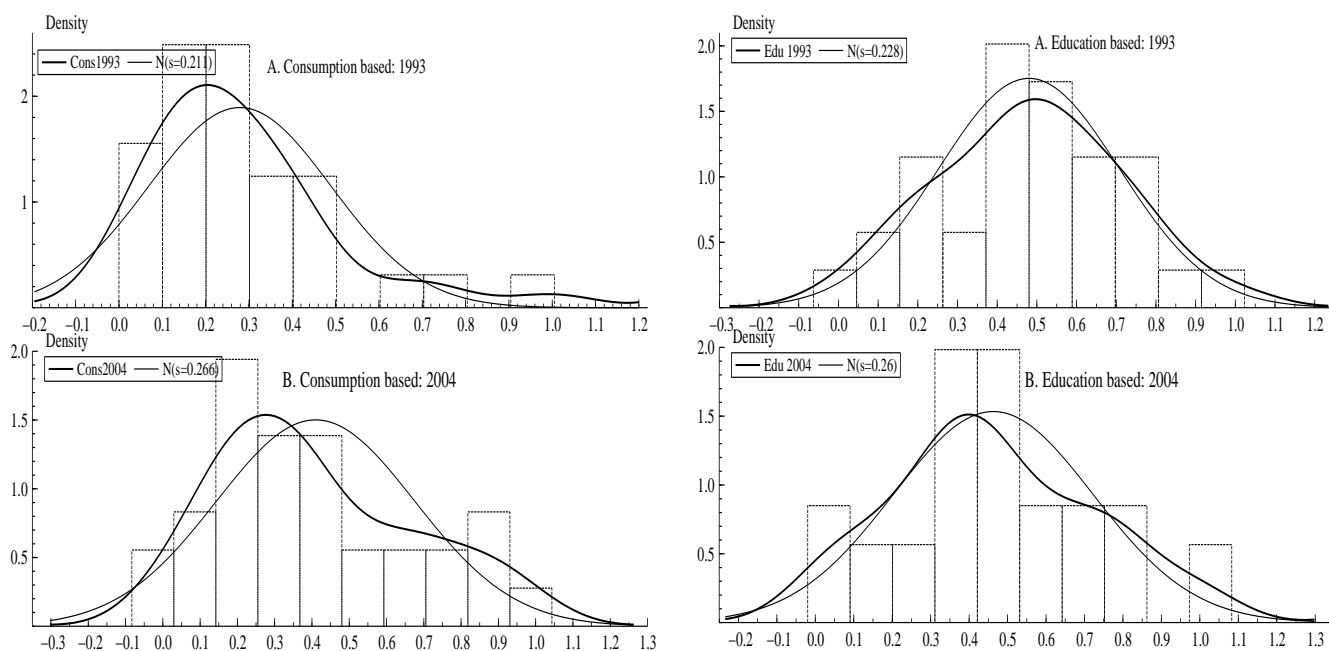 Density
Cons1993 N(s=0.211)
A. Consumption based: 1993
2
1
−0.2 −0.1 0.0 0.1 0.2 0.3 0.4 0.5 0.6 0.7 0.8 0.9 1.0 1.1 1.2
Density
Edu 1993 N(s=0.228)
A. Education based: 1993
2.0
1.5
1.0
0.5
−0.3 −0.2 −0.1 0.0 0.1 0.2 0.3 0.4 0.5 0.6 0.7 0.8 0.9 1.0 1.1 1.2
Density
Cons2004 N(s=0.266)
B. Consumption based: 2004
2.0
1.5
1.0
0.5
−0.3 −0.2 −0.1 0.0 0.1 0.2 0.3 0.4 0.5 0.6 0.7 0.8 0.9 1.0 1.1 1.2 1.3
Density
Edu 2004 N(s=0.26)
B. Education based: 2004
2.0
1.5
1.0
0.5
−0.2 −0.1 0.0 0.1 0.2 0.3 0.4 0.5 0.6 0.7 0.8 0.9 1.0 1.1 1.2 1.3